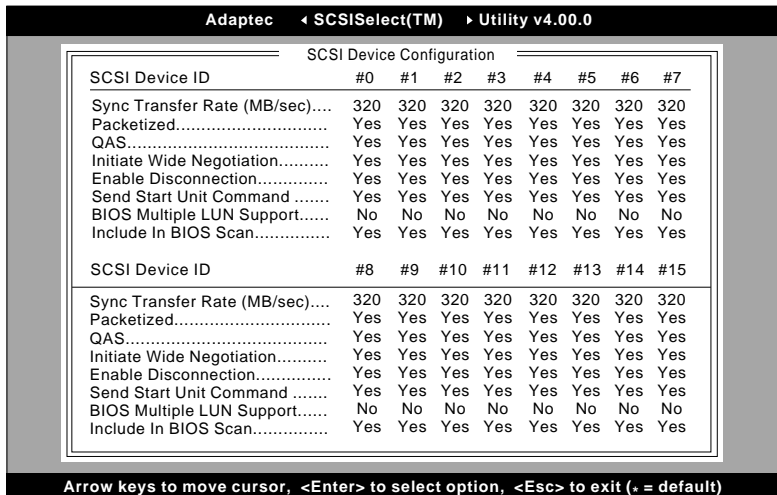 Adaptec ◂ SCSISelect(TM) ▸ Utility v4.00.0
SCSI Device Configuration
SCSI Device ID #0 #1 #2 #3 #4 #5 #6 #7
Sync Transfer Rate (MB/sec).... 320 320 320 320 320 320 320 320
Packetized.............................. Yes Yes Yes Yes Yes Yes Yes Yes
QAS........................................ Yes Yes Yes Yes Yes Yes Yes Yes
Initiate Wide Negotiation.......... Yes Yes Yes Yes Yes Yes Yes Yes
Enable Disconnection.............. Yes Yes Yes Yes Yes Yes Yes Yes
Send Start Unit Command ....... Yes Yes Yes Yes Yes Yes Yes Yes
BIOS Multiple LUN Support...... No No No No No No No No
Include In BIOS Scan............... Yes Yes Yes Yes Yes Yes Yes Yes
SCSI Device ID #8 #9 #10 #11 #12 #13 #14 #15
Sync Transfer Rate (MB/sec).... 320 320 320 320 320 320 320 320
Packetized............................... Yes Yes Yes Yes Yes Yes Yes Yes
QAS........................................ Yes Yes Yes Yes Yes Yes Yes Yes
Initiate Wide Negotiation.......... Yes Yes Yes Yes Yes Yes Yes Yes
Enable Disconnection............... Yes Yes Yes Yes Yes Yes Yes Yes
Send Start Unit Command ....... Yes Yes Yes Yes Yes Yes Yes Yes
BIOS Multiple LUN Support...... No No No No No No No No
Include In BIOS Scan............... Yes Yes Yes Yes Yes Yes Yes Yes
Arrow keys to move cursor, <Enter> to select option, <Esc> to exit (* = default)